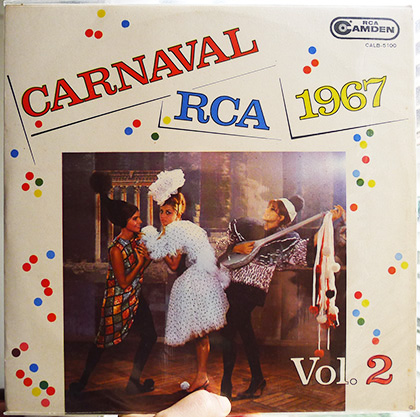 RCA
CAMDEN
CALB-5100
CARNAVAL
RCA 1967
Vol. 2